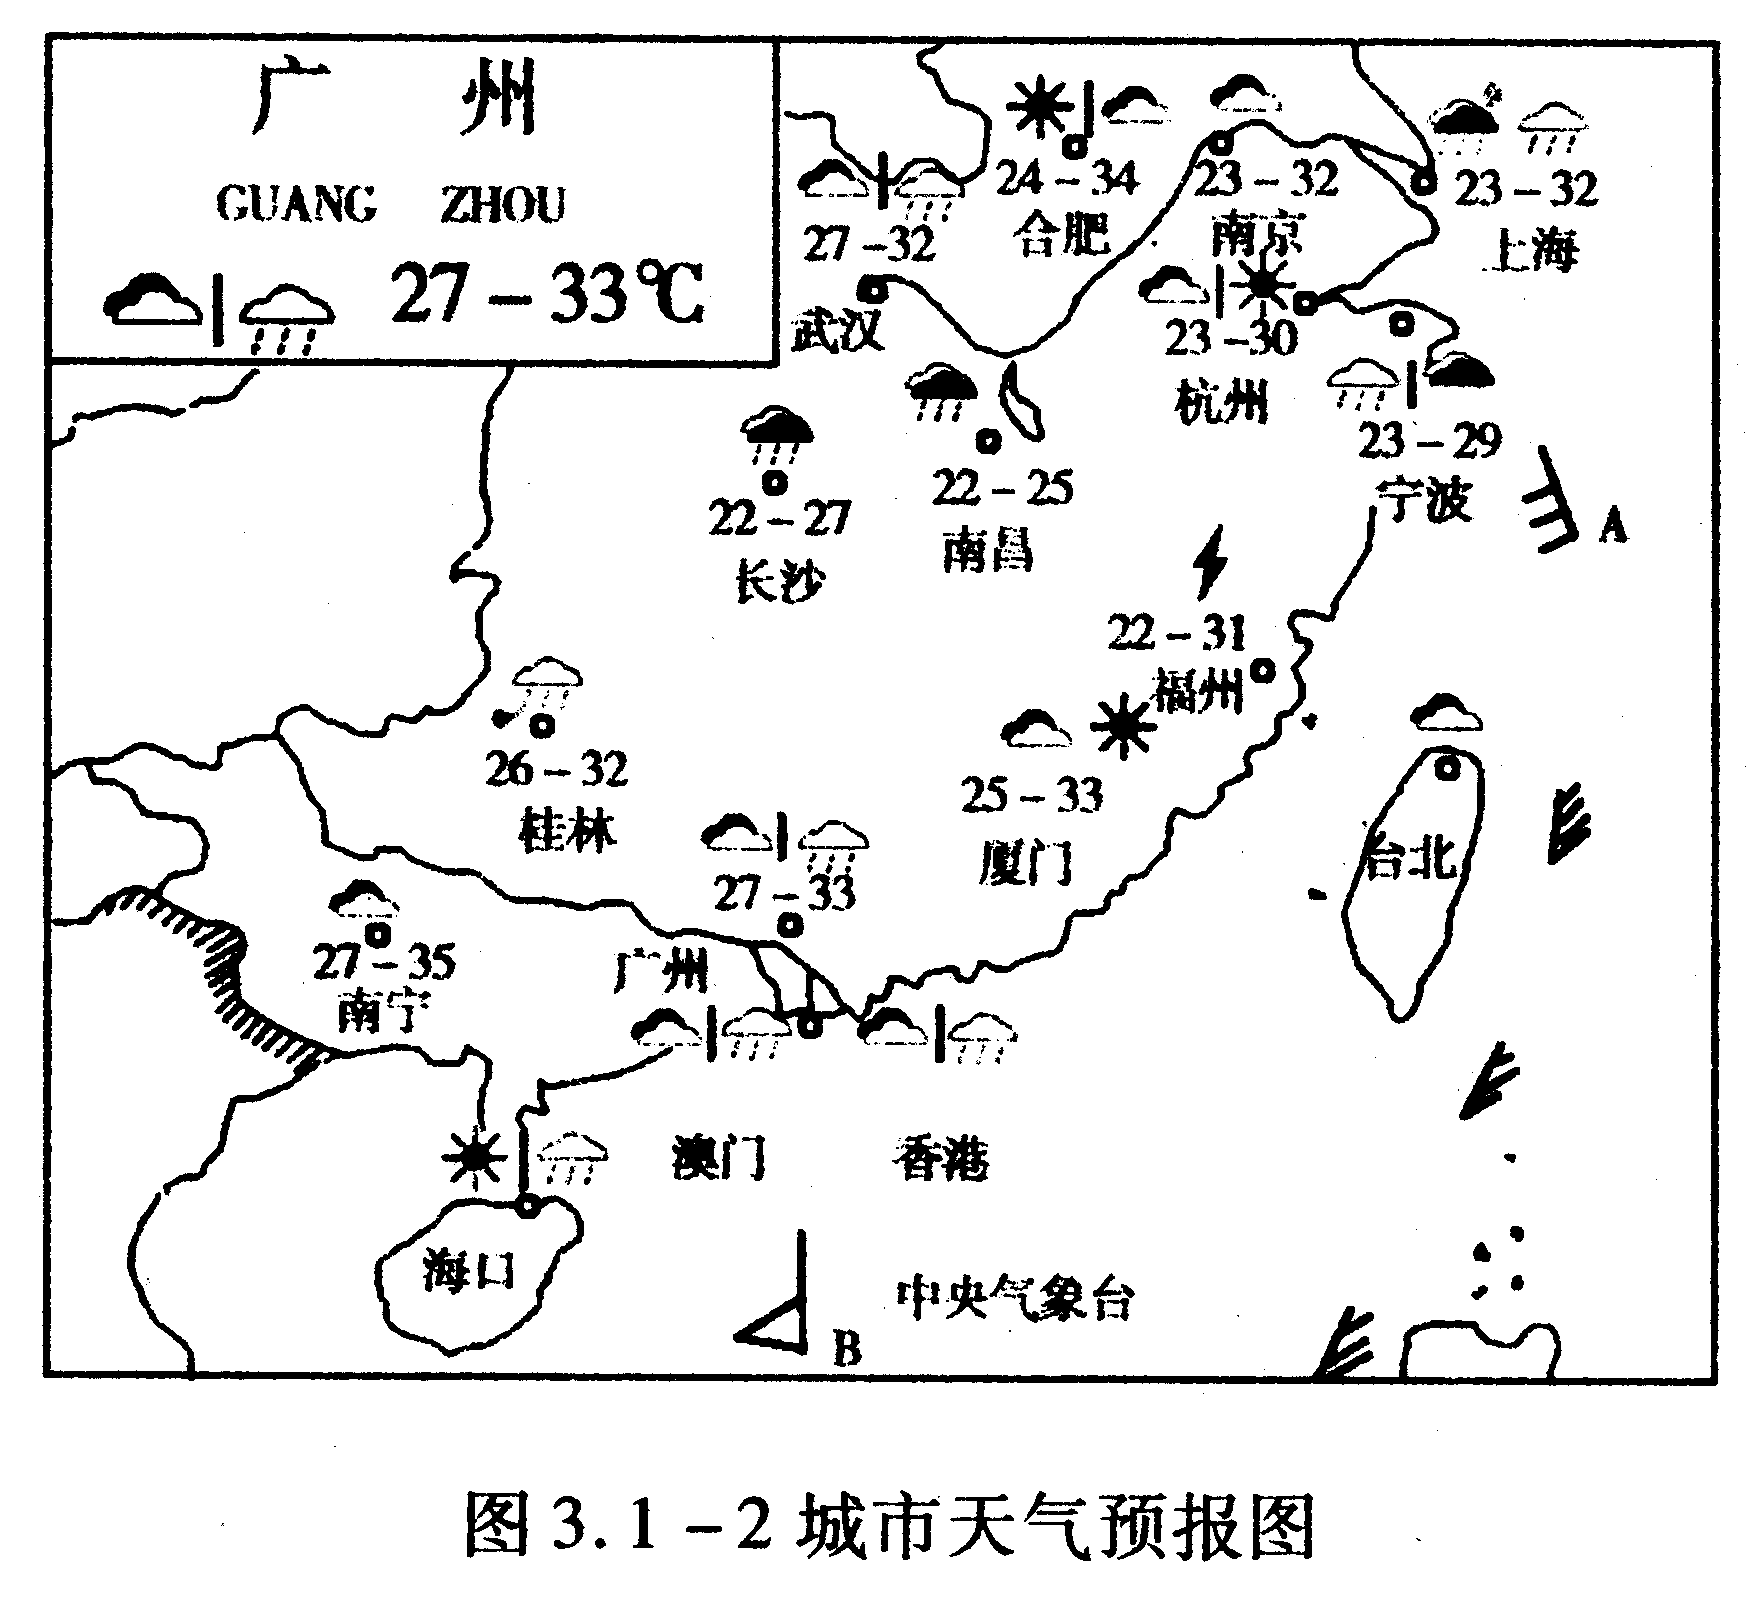 广 州
GUANG ZHOU
27－33℃
24－34
合肥
23－32
南京
23－32
上海
27－32
武汉
23－30
杭州
23－29
宁波
A
22－25
南昌
22－27
长沙
22－31
福州
26－32
桂林
25－33
厦门
27－33
广州
台北
27－35
南宁
澳门
香港
海口
中央气象台
B
图 3.1－2 城市天气预报图